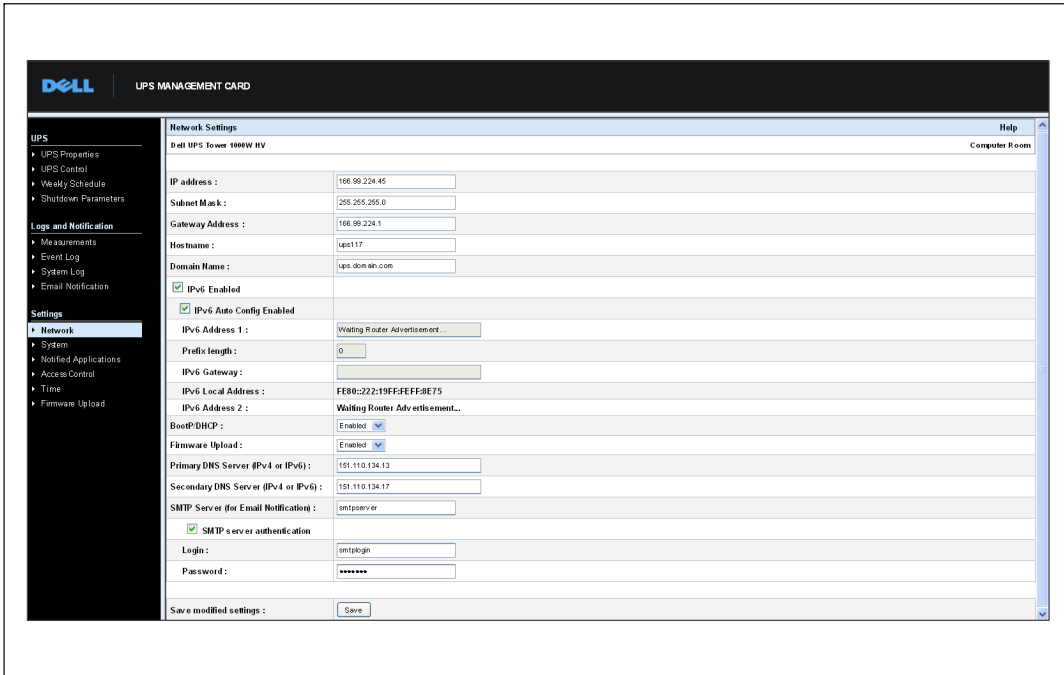 DELL
UPS MANAGEMENT CARD
UPS
UPS Properties
UPS Control
Weekly Schedule
Shutdown Parameters
Logs and Notification
Measurements
Event Log
System Log
Email Notification
Settings
Network
System
Notified Applications
Access Control
Time
Firmware Upload
Network Settings Help
Dell UPS Tower 1000W HV Computer Room
IP address : 166.99.224.45
Subnet Mask : 255.255.255.0
Gateway Address : 166.99.224.1
Hostname : ups117
Domain Name : ups.domain.com
IPv6 Enabled
IPv6 Auto Config Enabled
IPv6 Address 1 : Waiting Router Advertisement...
Prefix length : 0
IPv6 Gateway :
IPv6 Local Address : FE80::222:19FF:FEFF:8E75
IPv6 Address 2 : Waiting Router Advertisement...
BootP/DHCP : Enabled
Firmware Upload : Enabled
Primary DNS Server (IPv4 or IPv6) : 151.110.134.13
Secondary DNS Server (IPv4 or IPv6) : 151.110.134.17
SMTP Server (for Email Notification) : smtpserver
SMTP server authentication
Login : smtplogin
Password : •••••••
Save modified settings : Save